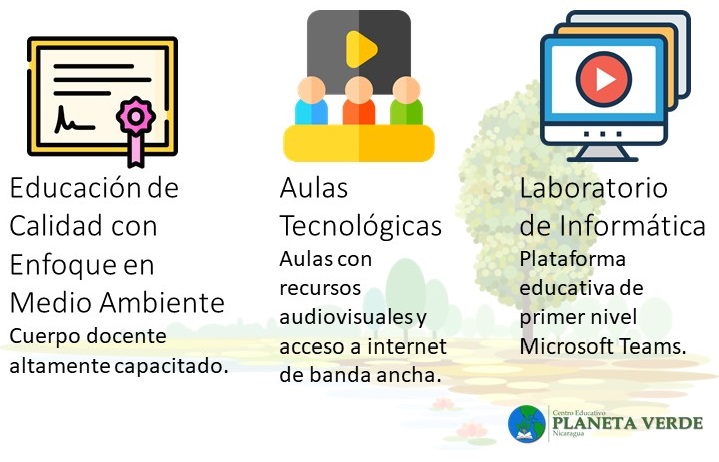 Educación de
Calidad con
Enfoque en
Medio Ambiente
Cuerpo docente
altamente capacitado.
Aulas
Tecnológicas
Aulas con
recursos
audiovisuales y
acceso a internet
de banda ancha.
Laboratorio
de Informática
Plataforma
educativa de
primer nivel
Microsoft Teams.
Centro Educativo
PLANETA VERDE
Nicaragua